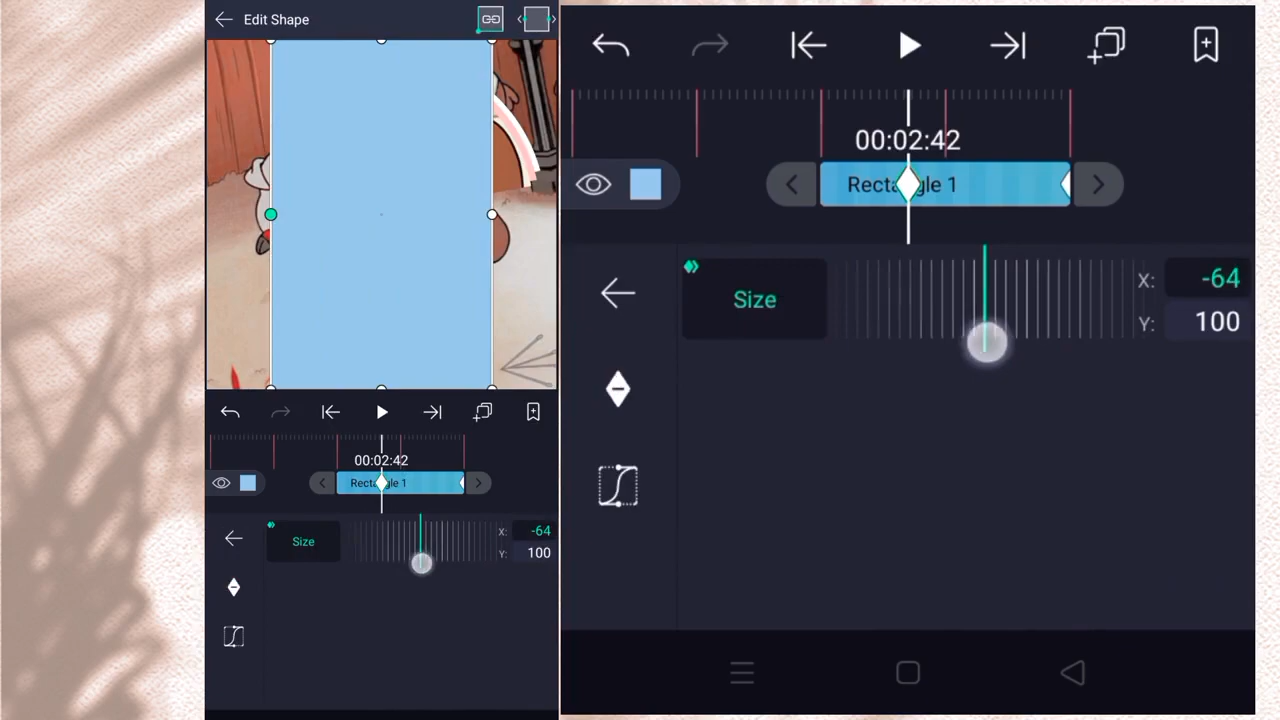 Edit Shape
00:02:42
Rectangle 1
Size
X: -64
Y: 100
00:02:42
Rectangle 1
Size
X: -64
Y: 100